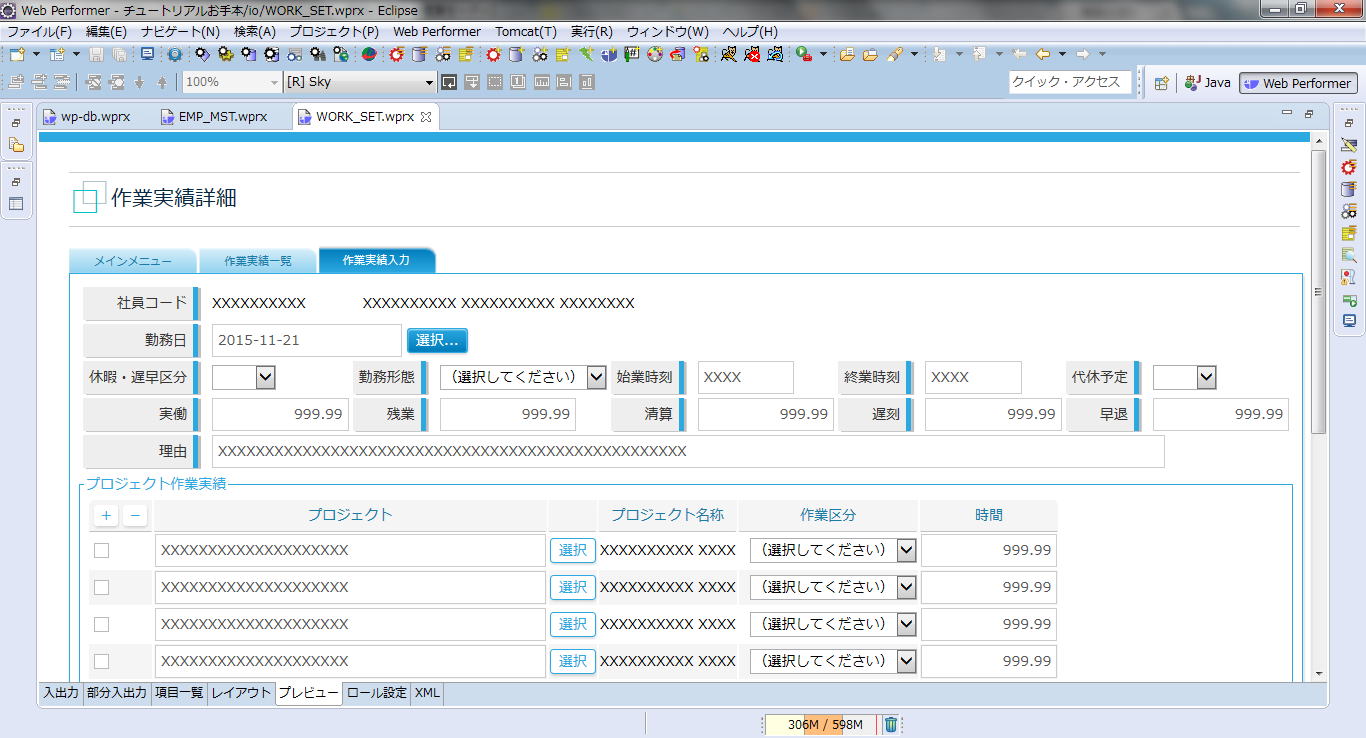 Web Performer - チュートリアルお手本/io/WORK_SET.wprx - Eclipse
ファイル(F) 編集(E) ナビゲート(N) 検索(A) プロジェクト(P) Web Performer Tomcat(T) 実行(R) ウィンドウ(W) ヘルプ(H)
100% [R] Sky クイック・アクセス Java Web Performer
wp-db.wprx EMP_MST.wprx WORK_SET.wprx
作業実績詳細
メインメニュー 作業実績一覧 作業実績入力
社員コード XXXXXXXXXX XXXXXXXXXX XXXXXXXXXX XXXXXXXX
勤務日 2015-11-21 選択...
休暇・遅早区分 勤務形態 （選択してください） 始業時刻 XXXX 終業時刻 XXXX 代休予定
実働 999.99 残業 999.99 清算 999.99 遅刻 999.99 早退 999.99
理由 XXXXXXXXXXXXXXXXXXXXXXXXXXXXXXXXXXXXXXXXXXXXXXXXXX
プロジェクト作業実績
+ − プロジェクト プロジェクト名称 作業区分 時間
XXXXXXXXXXXXXXXXXXXX 選択 XXXXXXXXXX XXXX （選択してください） 999.99
XXXXXXXXXXXXXXXXXXXX 選択 XXXXXXXXXX XXXX （選択してください） 999.99
XXXXXXXXXXXXXXXXXXXX 選択 XXXXXXXXXX XXXX （選択してください） 999.99
XXXXXXXXXXXXXXXXXXXX 選択 XXXXXXXXXX XXXX （選択してください） 999.99
入出力 部分入出力 項目一覧 レイアウト プレビュー ロール設定 XML
306M / 598M